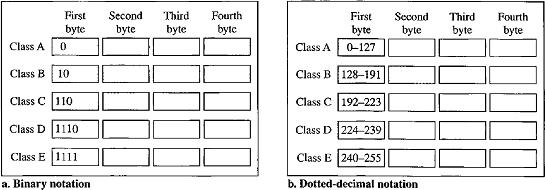 First Second Third Fourth
byte byte byte byte
Class A 0
Class B 10
Class C 110
Class D 1110
Class E 1111
a. Binary notation
First Second Third Fourth
byte byte byte byte
Class A 0–127
Class B 128–191
Class C 192–223
Class D 224–239
Class E 240–255
b. Dotted-decimal notation